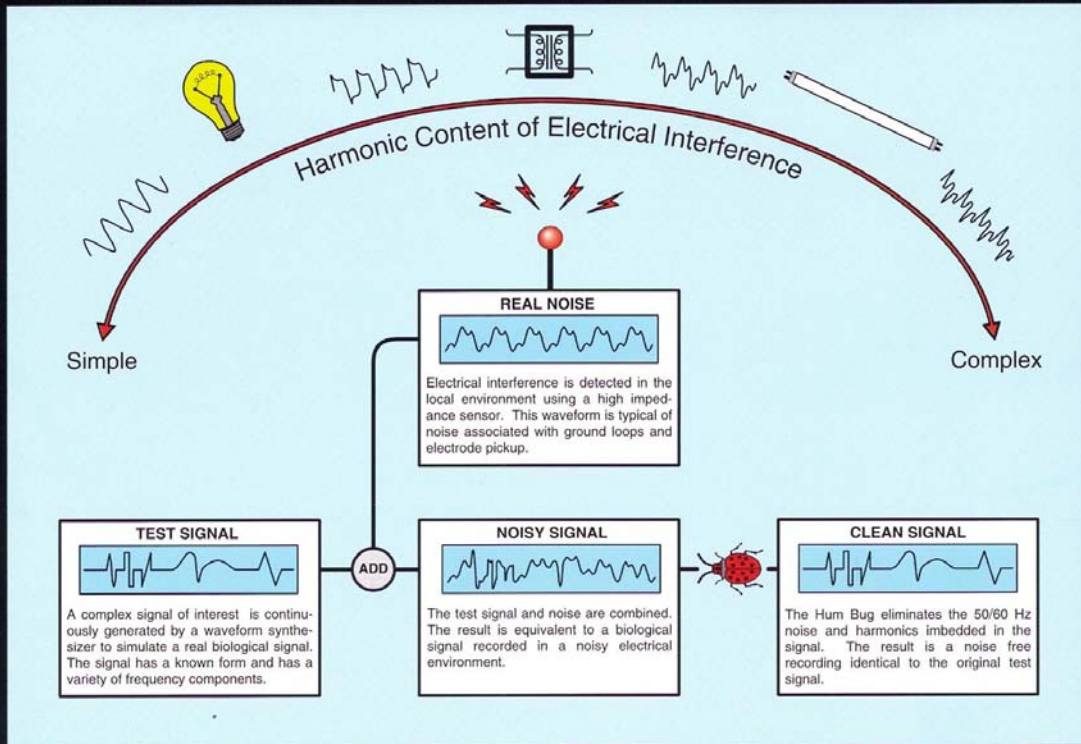 Harmonic Content of Electrical Interference
Simple
Complex
REAL NOISE
Electrical interference is detected in the
local environment using a high imped-
ance sensor. This waveform is typical of
noise associated with ground loops and
electrode pickup.
TEST SIGNAL
A complex signal of interest is continu-
ously generated by a waveform synthe-
sizer to simulate a real biological signal.
The signal has a known form and has a
variety of frequency components.
ADD
NOISY SIGNAL
The test signal and noise are combined.
The result is equivalent to a biological
signal recorded in a noisy electrical
environment.
CLEAN SIGNAL
The Hum Bug eliminates the 50/60 Hz
noise and harmonics imbedded in the
signal. The result is a noise free
recording identical to the original test
signal.